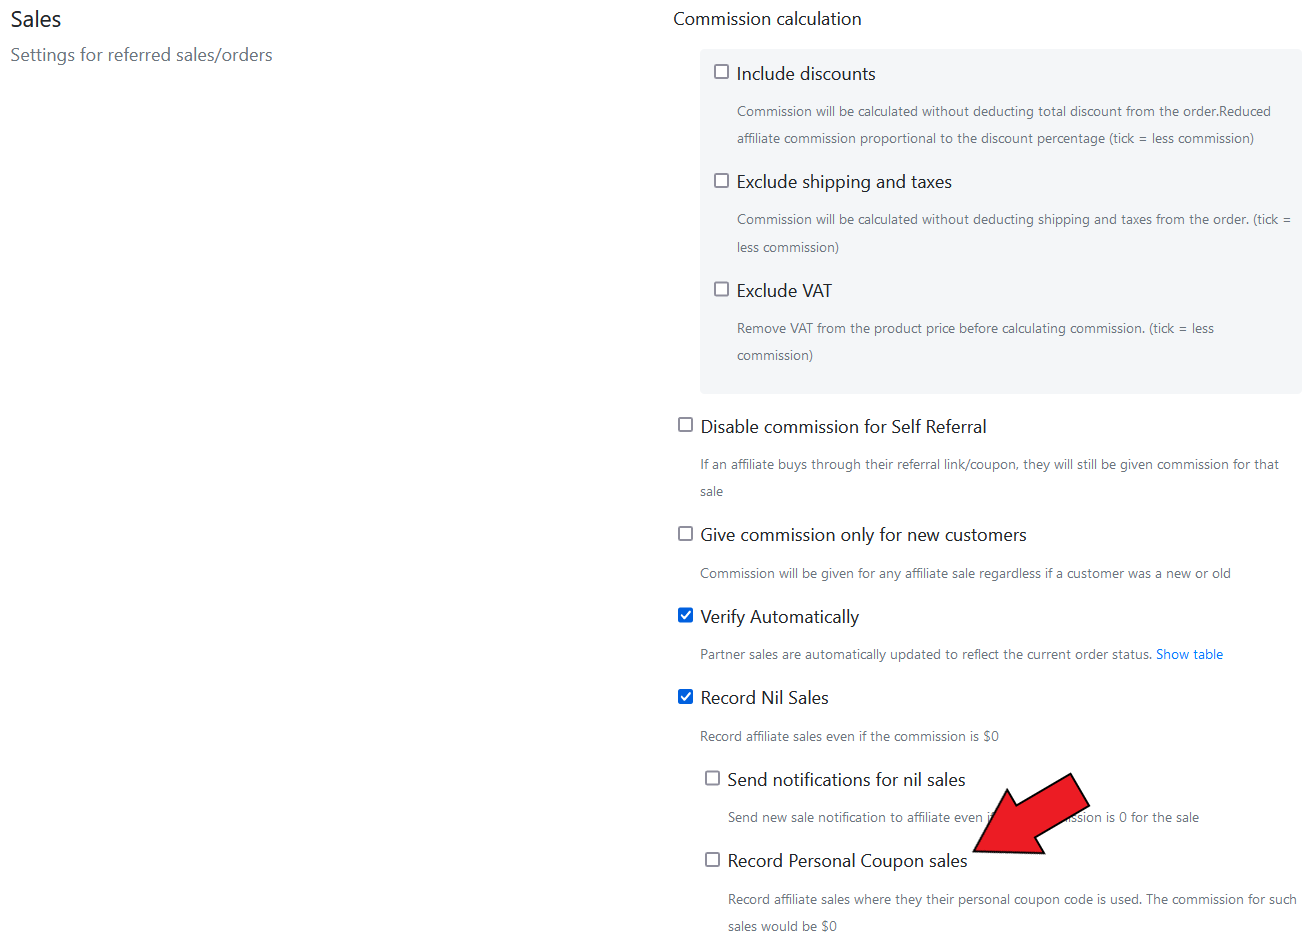 Sales
Settings for referred sales/orders
Commission calculation
Include discounts
Commission will be calculated without deducting total discount from the order.Reduced
affiliate commission proportional to the discount percentage (tick = less commission)
Exclude shipping and taxes
Commission will be calculated without deducting shipping and taxes from the order. (tick =
less commission)
Exclude VAT
Remove VAT from the product price before calculating commission. (tick = less
commission)
Disable commission for Self Referral
If an affiliate buys through their referral link/coupon, they will still be given commission for that
sale
Give commission only for new customers
Commission will be given for any affiliate sale regardless if a customer was a new or old
Verify Automatically
Partner sales are automatically updated to reflect the current order status. Show table
Record Nil Sales
Record affiliate sales even if the commission is $0
Send notifications for nil sales
Send new sale notification to affiliate even is 0 for the sale
Record Personal Coupon sales
Record affiliate sales where they their personal coupon code is used. The commission for such
sales would be $0